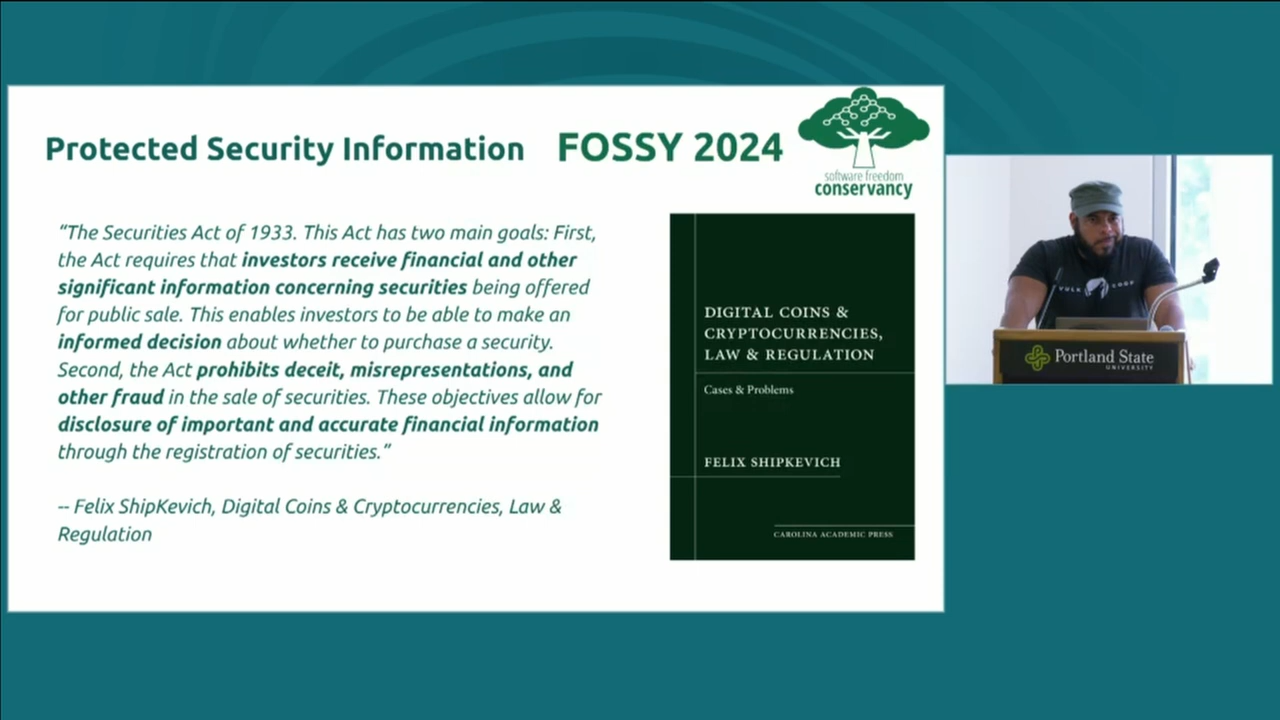 Protected Security Information
FOSSY 2024
software freedom
conservancy
“The Securities Act of 1933. This Act has two main goals: First,
the Act requires that investors receive financial and other
significant information concerning securities being offered
for public sale. This enables investors to be able to make an
informed decision about whether to purchase a security.
Second, the Act prohibits deceit, misrepresentations, and
other fraud in the sale of securities. These objectives allow for
disclosure of important and accurate financial information
through the registration of securities.”
-- Felix ShipKevich, Digital Coins & Cryptocurrencies, Law &
Regulation
DIGITAL COINS &
CRYPTOCURRENCIES,
LAW & REGULATION
Cases & Problems
FELIX SHIPKEVICH
CAROLINA ACADEMIC PRESS
Portland State
UNIVERSITY